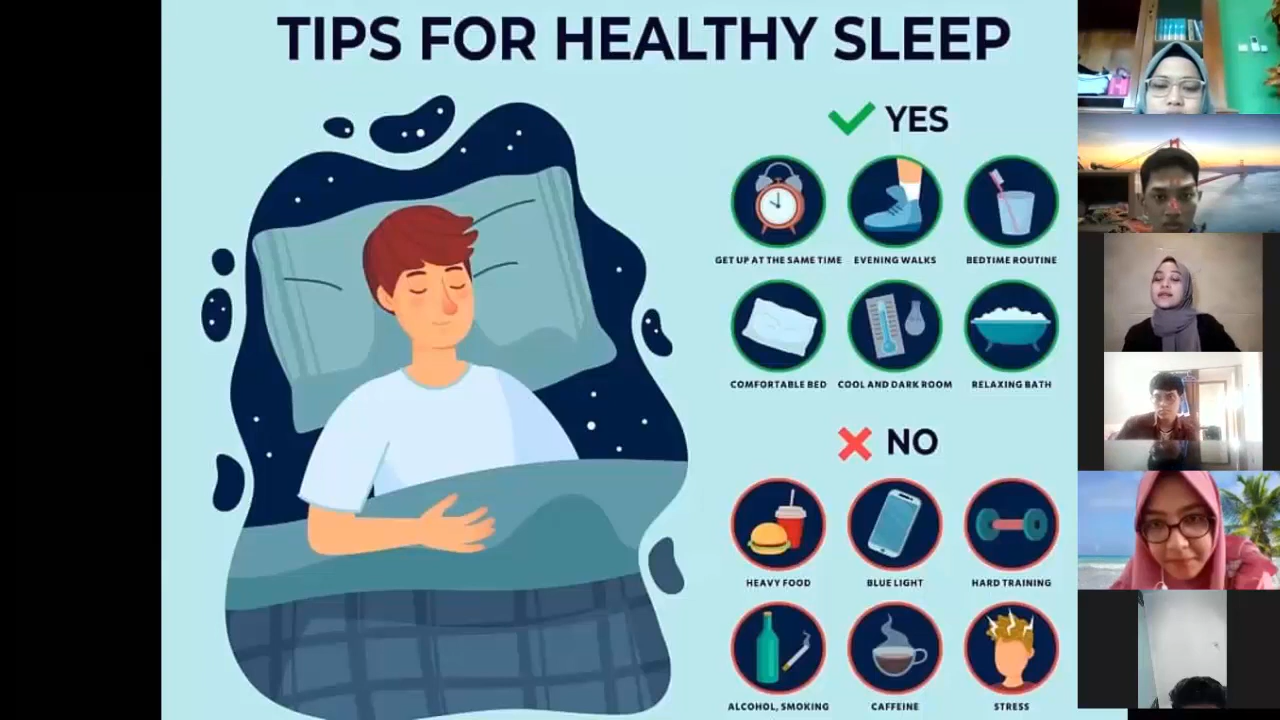 TIPS FOR HEALTHY SLEEP
YES
GET UP AT THE SAME TIME
EVENING WALKS
BEDTIME ROUTINE
COMFORTABLE BED
COOL AND DARK ROOM
RELAXING BATH
NO
HEAVY FOOD
BLUE LIGHT
HARD TRAINING
ALCOHOL, SMOKING
CAFFEINE
STRESS